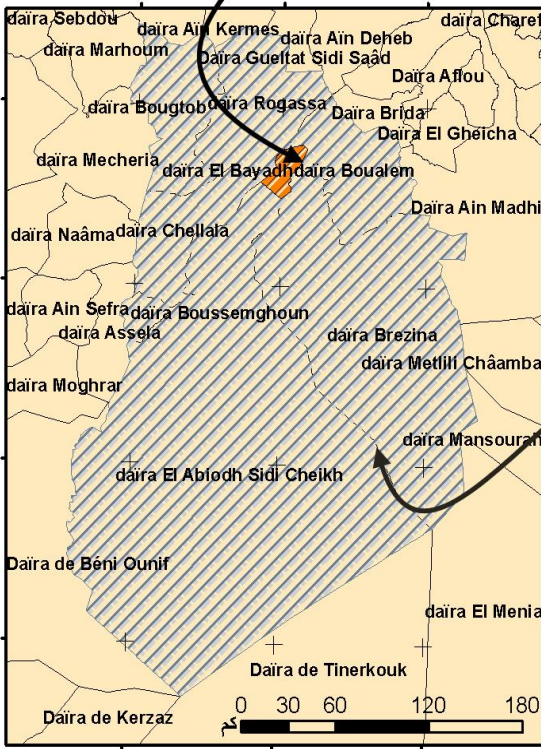 daïra Sebdou
daïra Aïn Kermes
daïra Charef
daïra Aïn Deheb
daïra Marhoum
Daïra Gueltat Sidi Saâd
Daïra Aflou
daïra Bougtob
daïra Rogassa
Daïra Brida
Daïra El Gheicha
daïra Mecheria
daïra El Bayadh
daïra Boualem
Daïra Ain Madhi
daïra Naâma
daïra Chellala
daïra Ain Sefra
daïra Boussemghoun
daïra Assela
daïra Brezina
daïra Metlili Châamba
daïra Moghrar
daïra Mansourah
daïra El Abiodh Sidi Cheikh
Daïra de Béni Ounif
daïra El Menia
Daïra de Tinerkouk
Daïra de Kerzaz
0 30 60 120 180